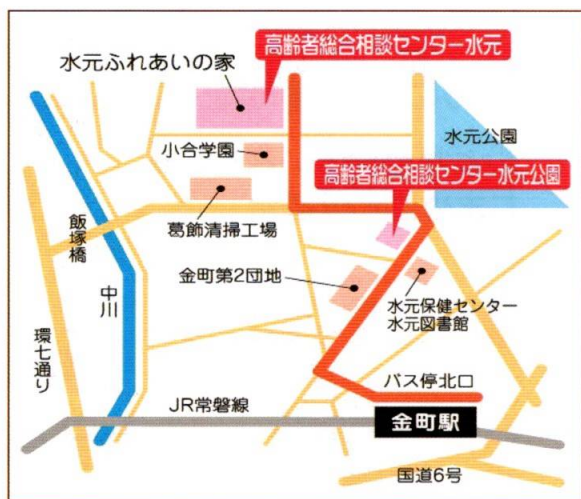 高齢者総合相談センター水元
水元ふれあいの家
水元公園
小合学園
高齢者総合相談センター水元公園
葛飾清掃工場
飯塚橋
金町第2団地
水元保健センター
水元図書館
中川
環七通り
バス停北口
JR常磐線
金町駅
国道6号